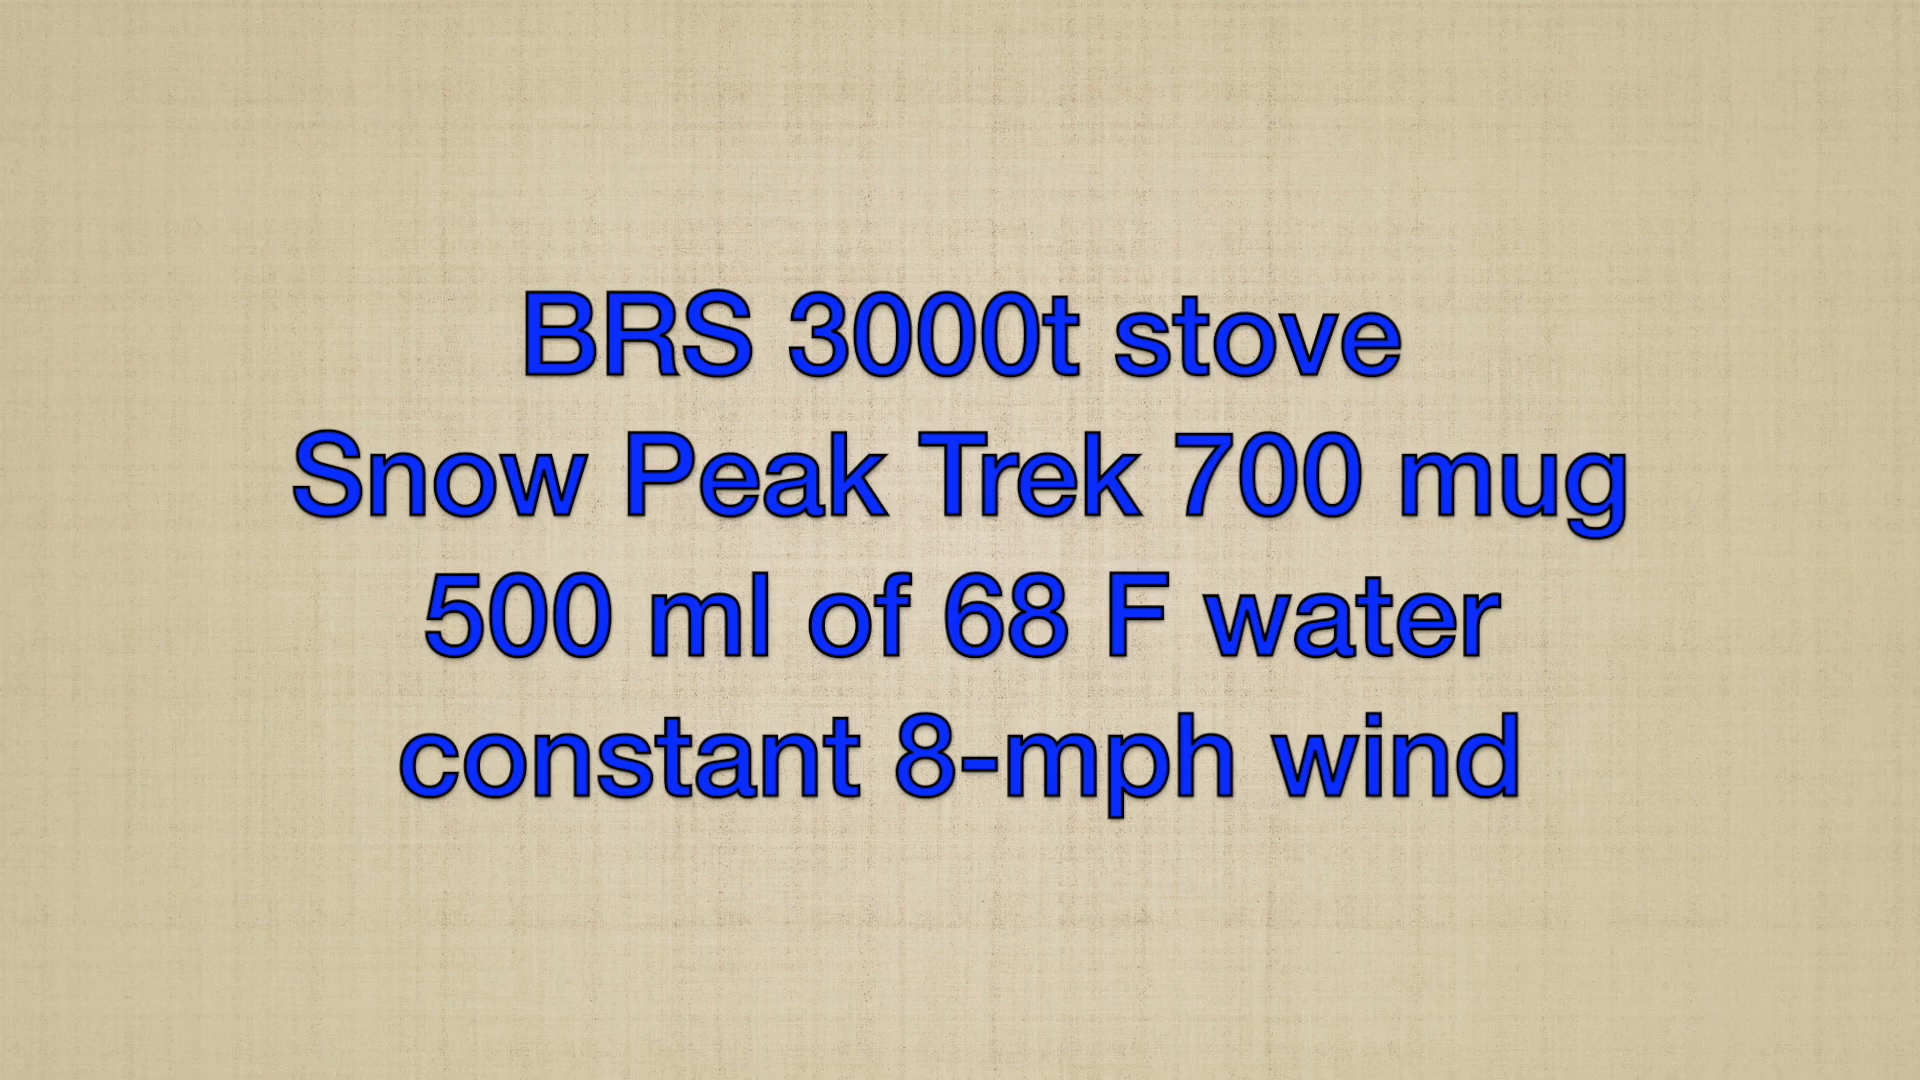 BRS 3000t stove
Snow Peak Trek 700 mug
500 ml of 68 F water
constant 8-mph wind